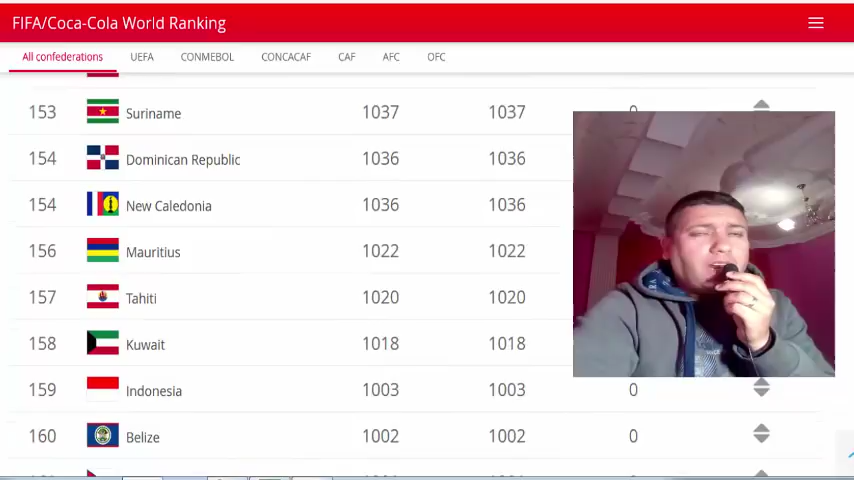 FIFA/Coca-Cola World Ranking
All confederations UEFA CONMEBOL CONCACAF CAF AFC OFC
153 Suriname 1037 1037
154 Dominican Republic 1036 1036
154 New Caledonia 1036 1036
156 Mauritius 1022 1022
157 Tahiti 1020 1020
158 Kuwait 1018 1018
159 Indonesia 1003 1003 0
160 Belize 1002 1002 0